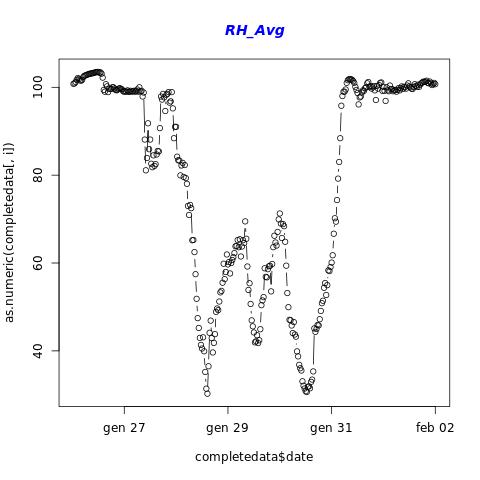 RH_Avg
100
80
60
40
as.numeric(completedata[, i])
gen 27
gen 29
gen 31
feb 02
completedata$date